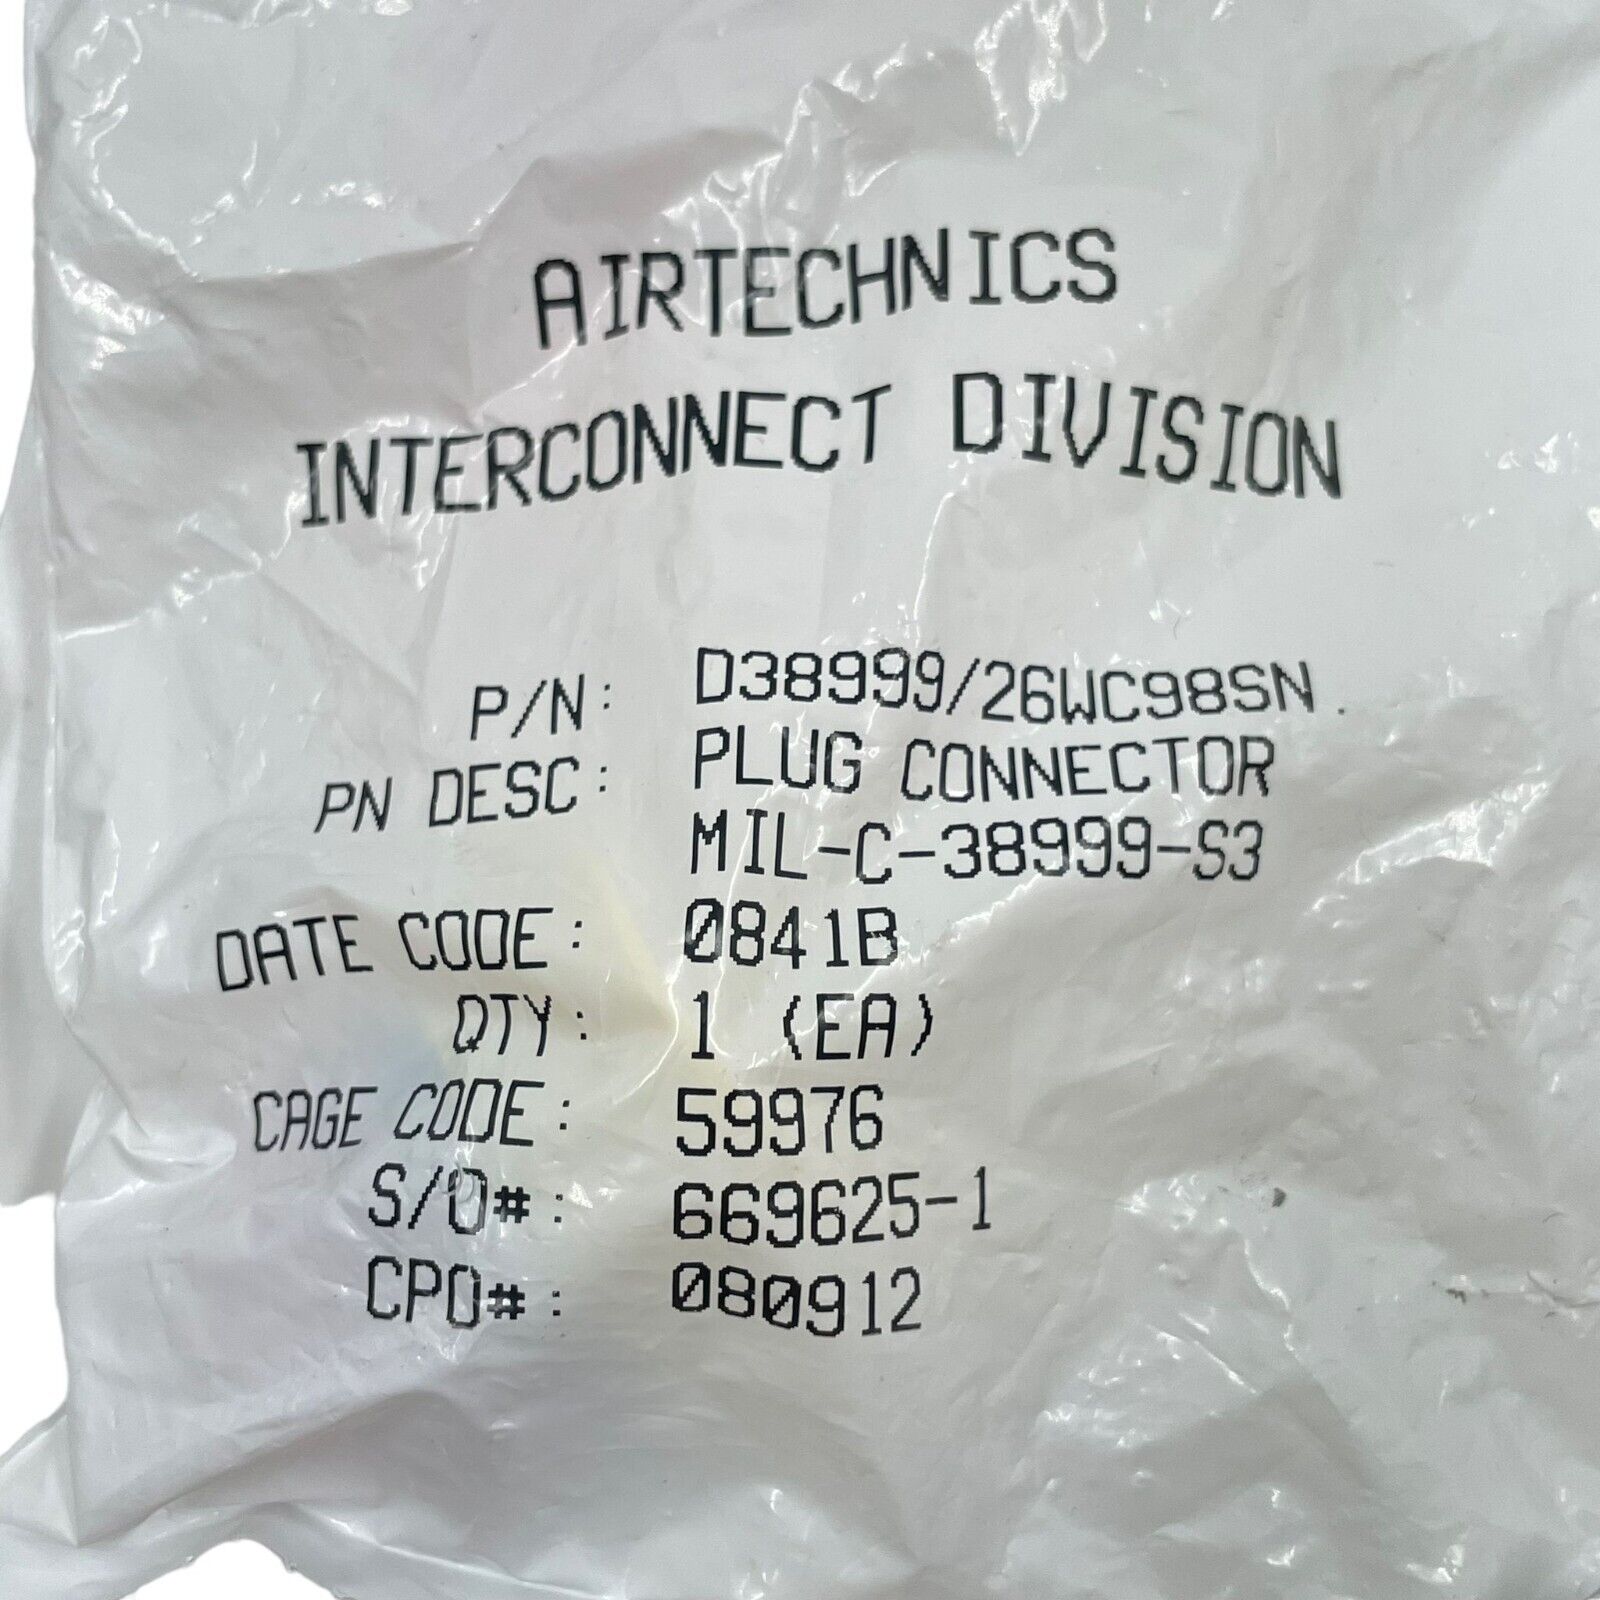 AIRTECHNICS
INTERCONNECT DIVISION
P/N: D38999/26WC98SN
PN DESC: PLUG CONNECTOR
MIL-C-38999-S3
DATE CODE: 0841B
QTY: 1 (EA)
CAGE CODE: 59976
S/O#: 669625-1
CPO#: 080912